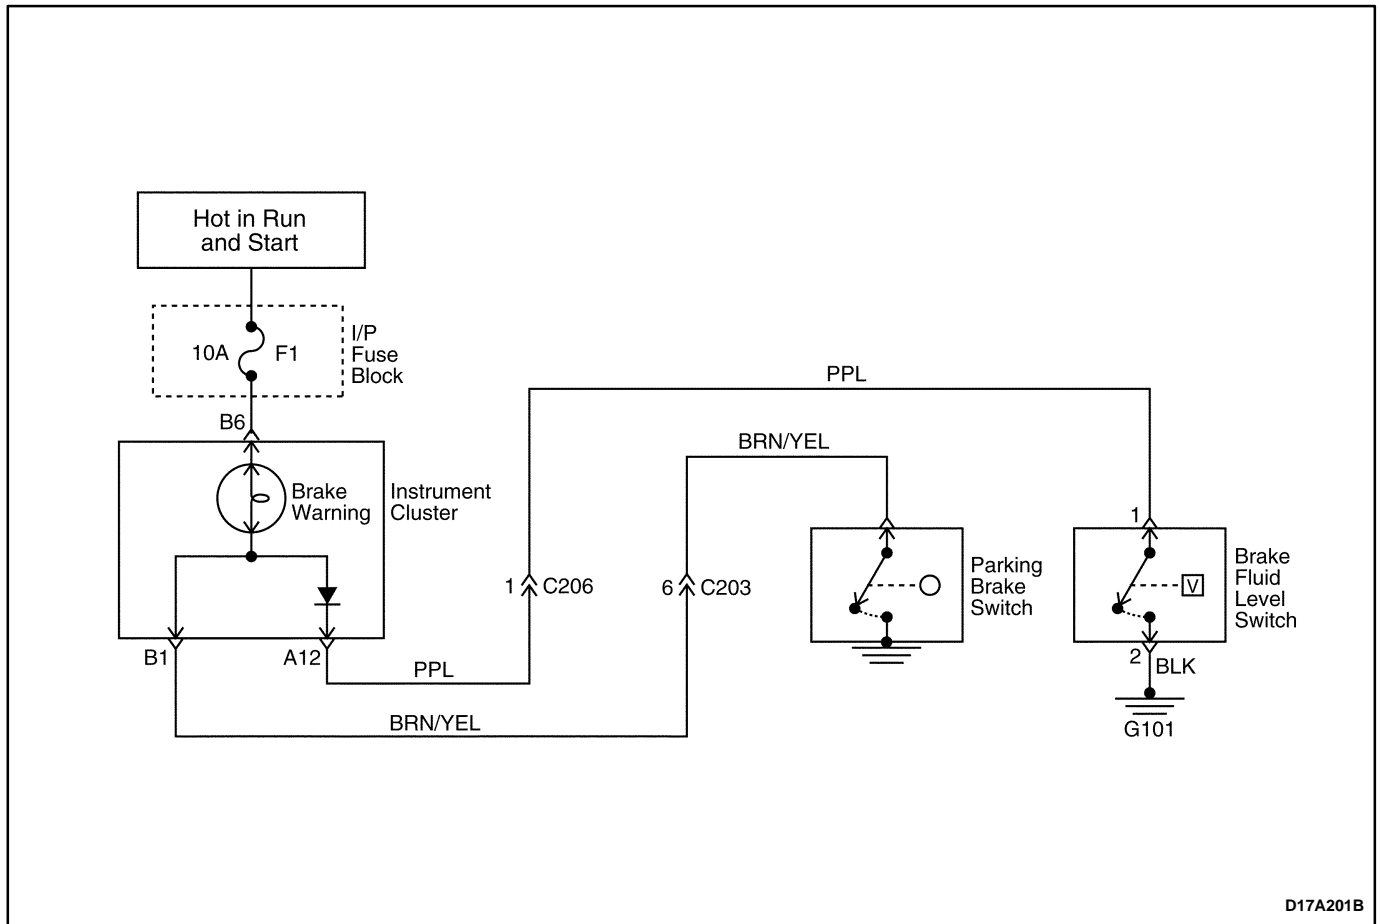 Hot in Run
and Start
10A
F1
I/P
Fuse
Block
B6
Brake
Warning
Instrument
Cluster
B1
A12
PPL
BRN/YEL
1
C206
6
C203
PPL
BRN/YEL
Parking
Brake
Switch
1
V
Brake
Fluid
Level
Switch
2
BLK
G101
D17A201B